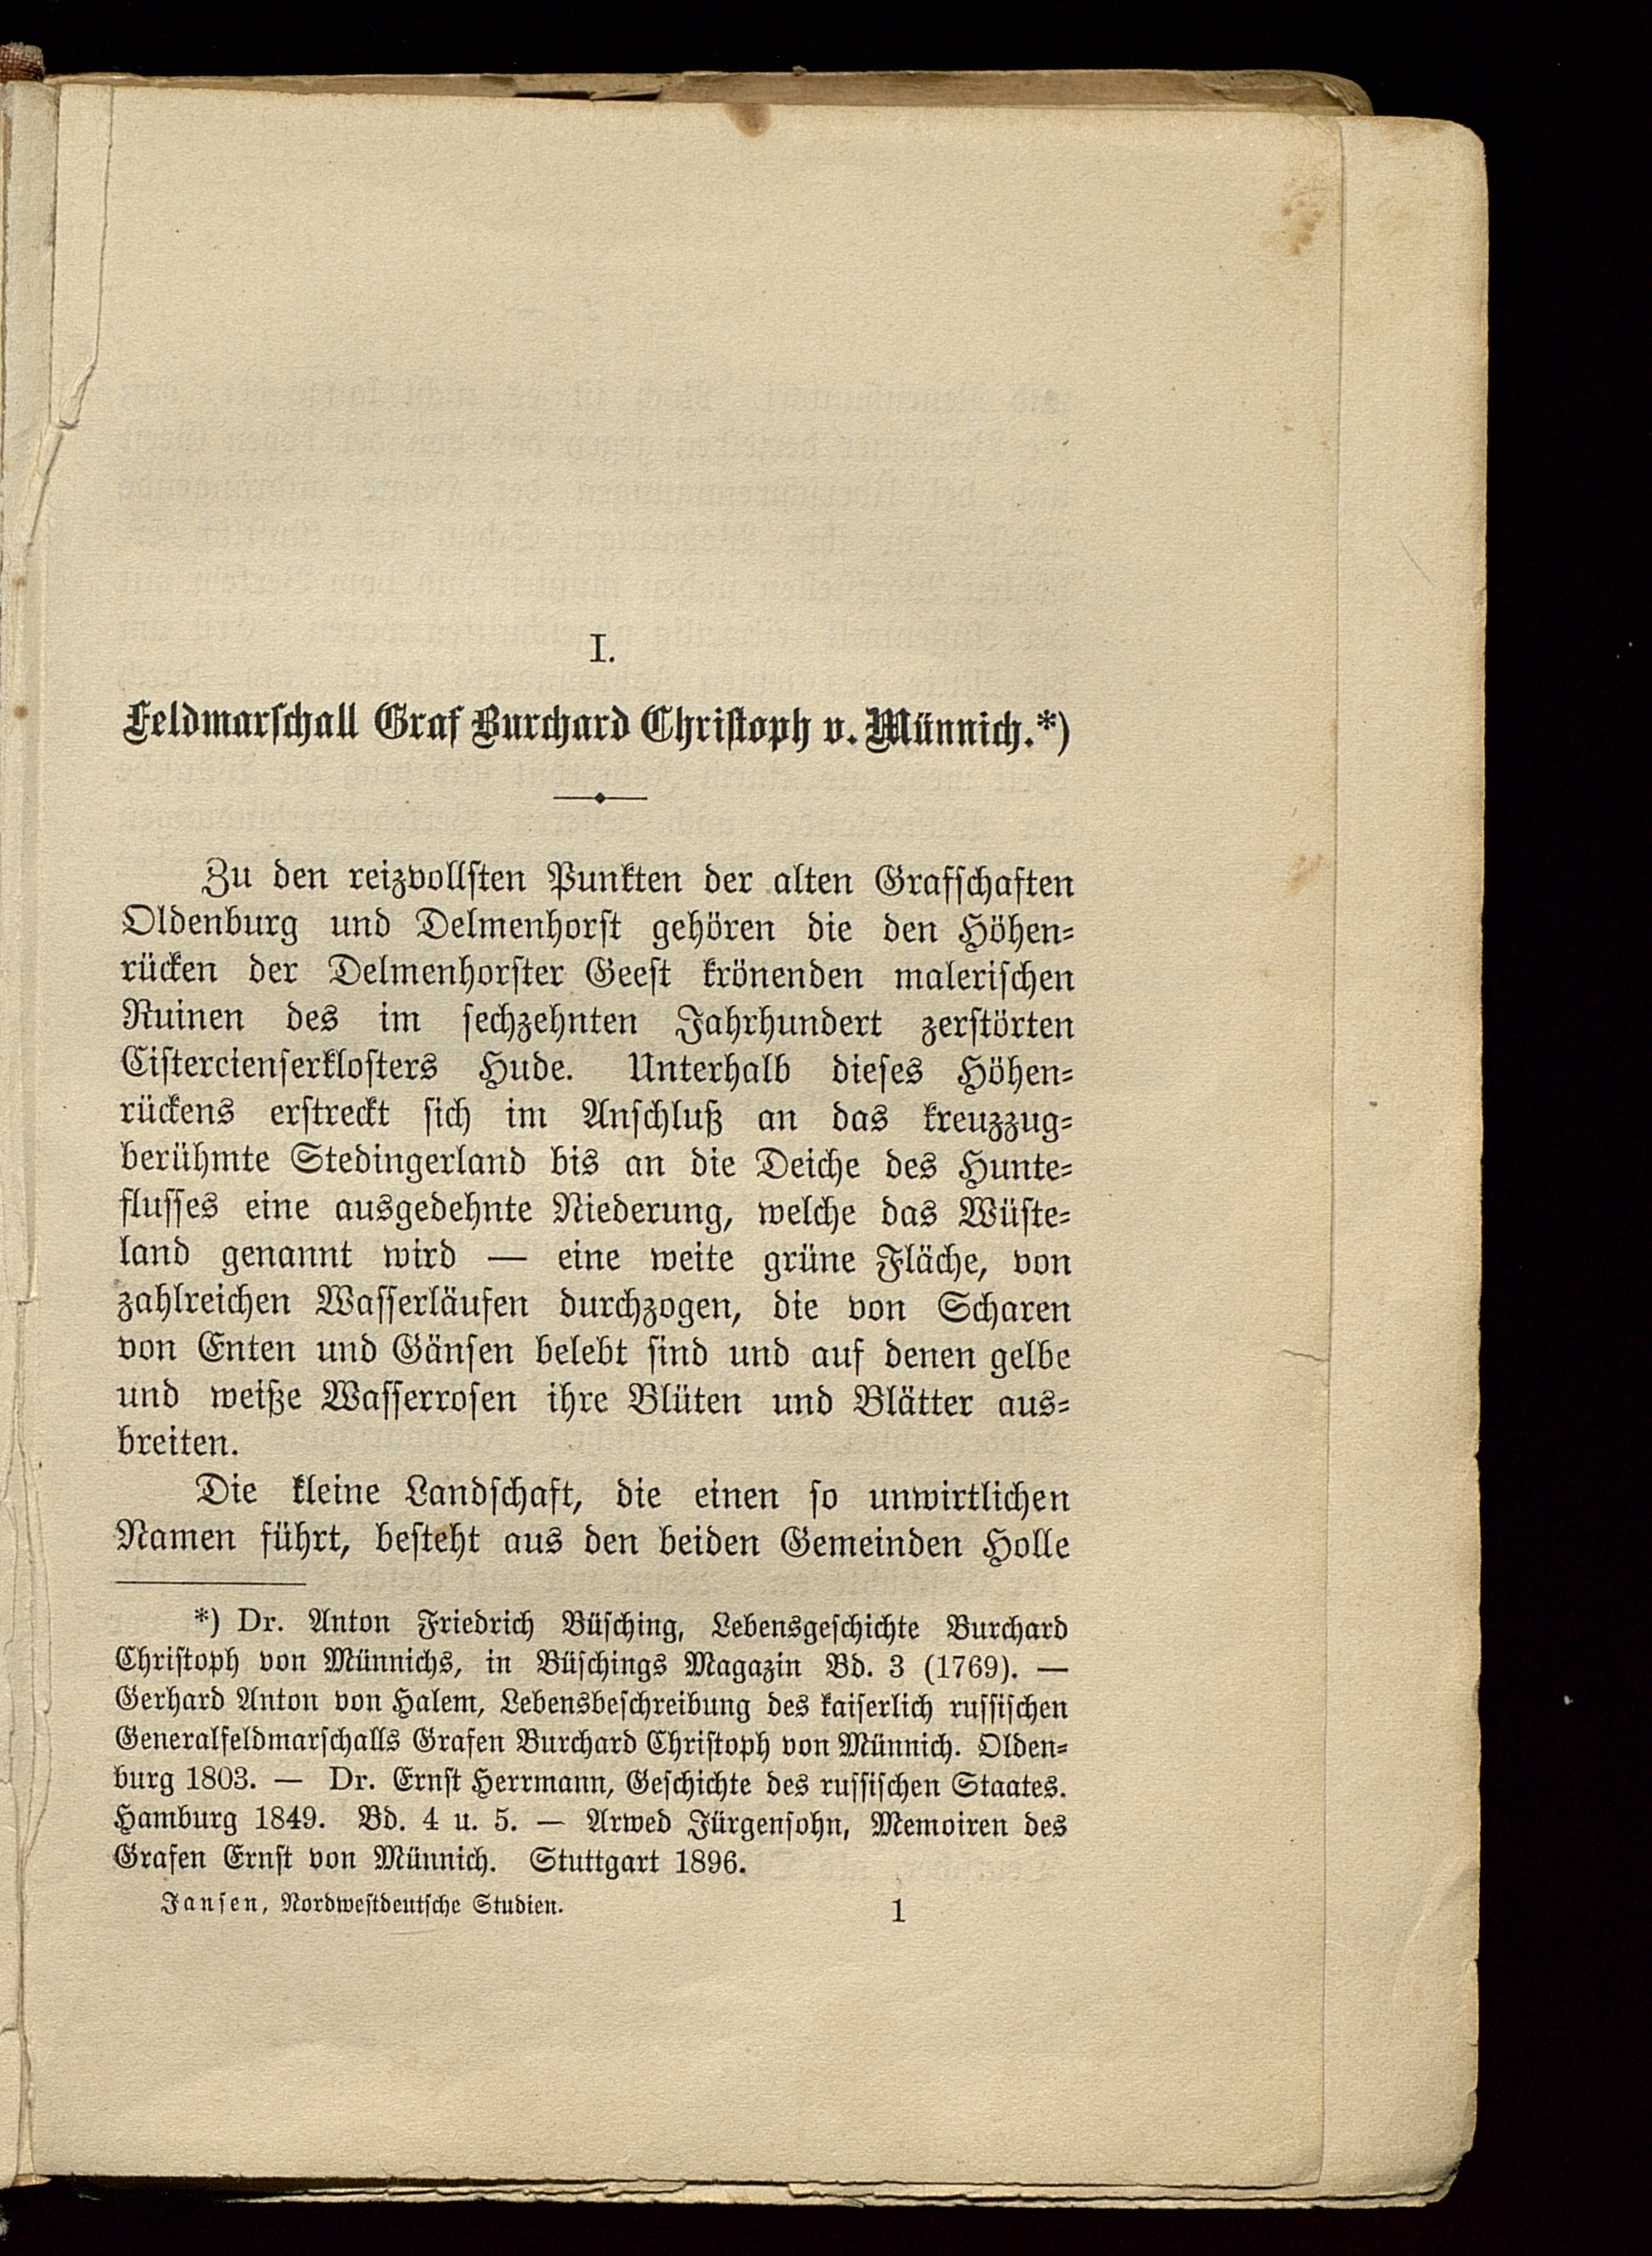 I.
Feldmarschall Graf Burchard Christoph v. Münnich.*)
Zu den reizvollsten Punkten der alten Grafschaften
Oldenburg und Delmenhorst gehören die den Höhen-
rücken der Delmenhorster Geest krönenden malerischen
Ruinen des im sechzehnten Jahrhundert zerstörten
Cistercienserklosters Hude. Unterhalb dieses Höhen-
rückens erstreckt sich im Anschluß an das kreuzzug-
berühmte Stedingerland bis an die Deiche des Hunte-
flusses eine ausgedehnte Niederung, welche das Wüste-
land genannt wird — eine weite grüne Fläche, von
zahlreichen Wasserläufen durchzogen, die von Scharen
von Enten und Gänsen belebt sind und auf denen gelbe
und weiße Wasserrosen ihre Blüten und Blätter aus-
breiten.
Die kleine Landschaft, die einen so unwirtlichen
Namen führt, besteht aus den beiden Gemeinden Holle
*) Dr. Anton Friedrich Büsching, Lebensgeschichte Burchard
Christoph von Münnichs, in Büschings Magazin Bd. 3 (1769). —
Gerhard Anton von Halem, Lebensbeschreibung des kaiserlich russischen
Generalfeldmarschalls Grafen Burchard Christoph von Münnich. Olden-
burg 1803. — Dr. Ernst Herrmann, Geschichte des russischen Staates.
Hamburg 1849. Bd. 4 u. 5. — Arwed Jürgensohn, Memoiren des
Grafen Ernst von Münnich. Stuttgart 1896.
Jansen, Nordwestdeutsche Studien. 1